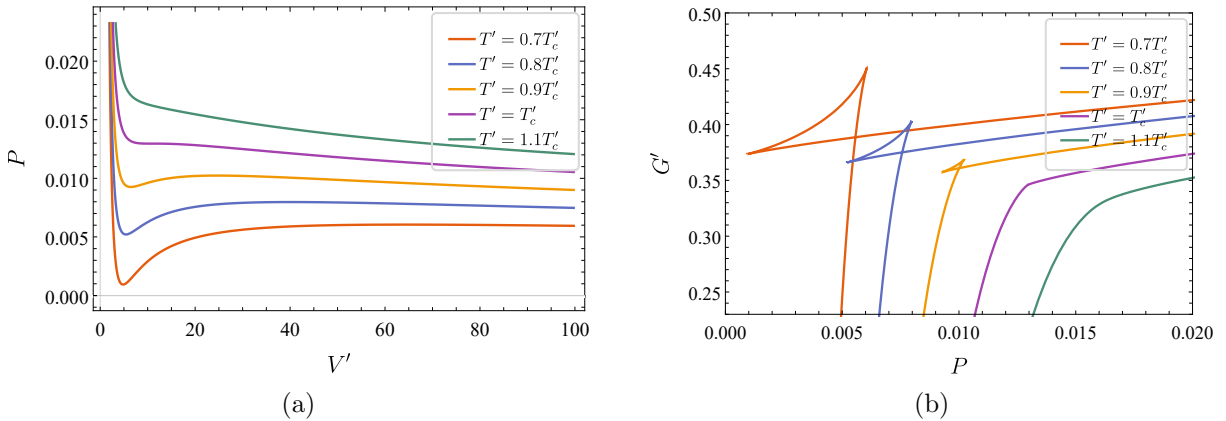 0.020
0.015
0.010
0.005
0.000
P
0
20
40
60
80
100
V′
T′ = 0.7T′c
T′ = 0.8T′c
T′ = 0.9T′c
T′ = T′c
T′ = 1.1T′c
(a)
0.50
0.45
0.40
0.35
0.30
0.25
G′
0.000
0.005
0.010
0.015
0.020
P
T′ = 0.7T′c
T′ = 0.8T′c
T′ = 0.9T′c
T′ = T′c
T′ = 1.1T′c
(b)